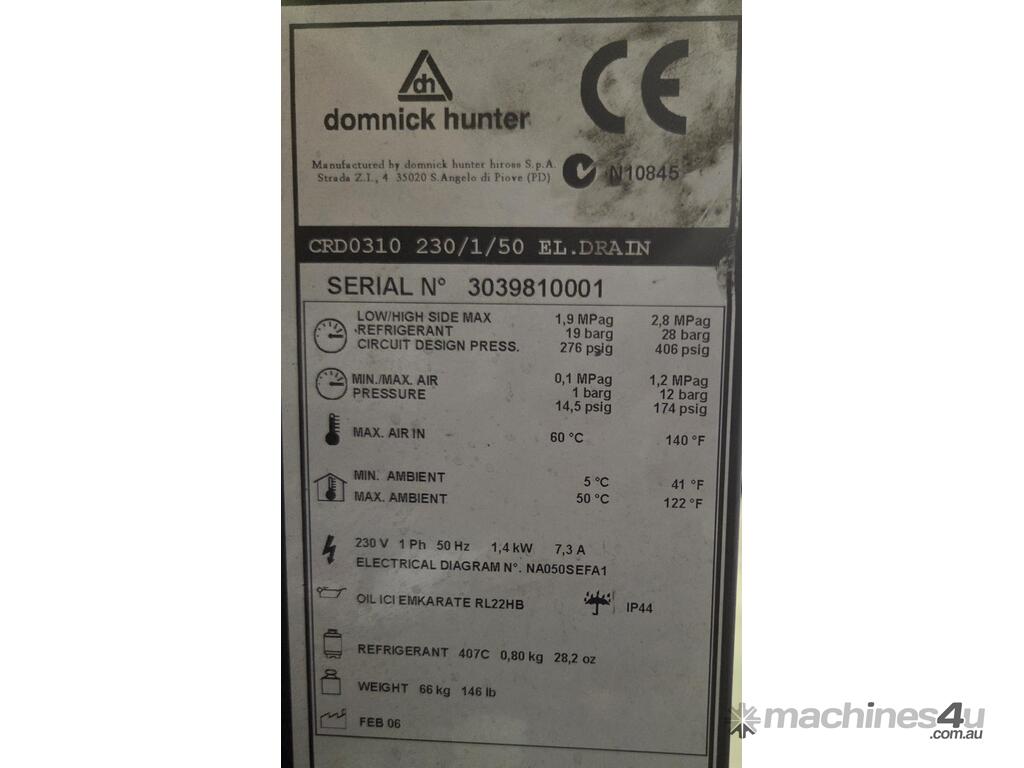 dh
domnick hunter
CE
Manufactured by domnick hunter hiross S.p.A.
Strada Z.I., 4 35020 S.Angelo di Piove (PD)
N10845
CRD0310 230/1/50 EL.DRAIN
SERIAL N° 3039810001
LOW/HIGH SIDE MAX 1,9 MPag 2,8 MPag
REFRIGERANT 19 barg 28 barg
CIRCUIT DESIGN PRESS. 276 psig 406 psig
MIN./MAX. AIR 0,1 MPag 1,2 MPag
PRESSURE 1 barg 12 barg
14,5 psig 174 psig
MAX. AIR IN 60 °C 140 °F
MIN. AMBIENT 5 °C 41 °F
MAX. AMBIENT 50 °C 122 °F
230 V 1 Ph 50 Hz 1,4 kW 7,3 A
ELECTRICAL DIAGRAM N°. NA050SEFA1
OIL ICI EMKARATE RL22HB IP44
REFRIGERANT 407C 0,80 kg 28,2 oz
WEIGHT 66 kg 146 lb
FEB 06
machines4u
.com.au